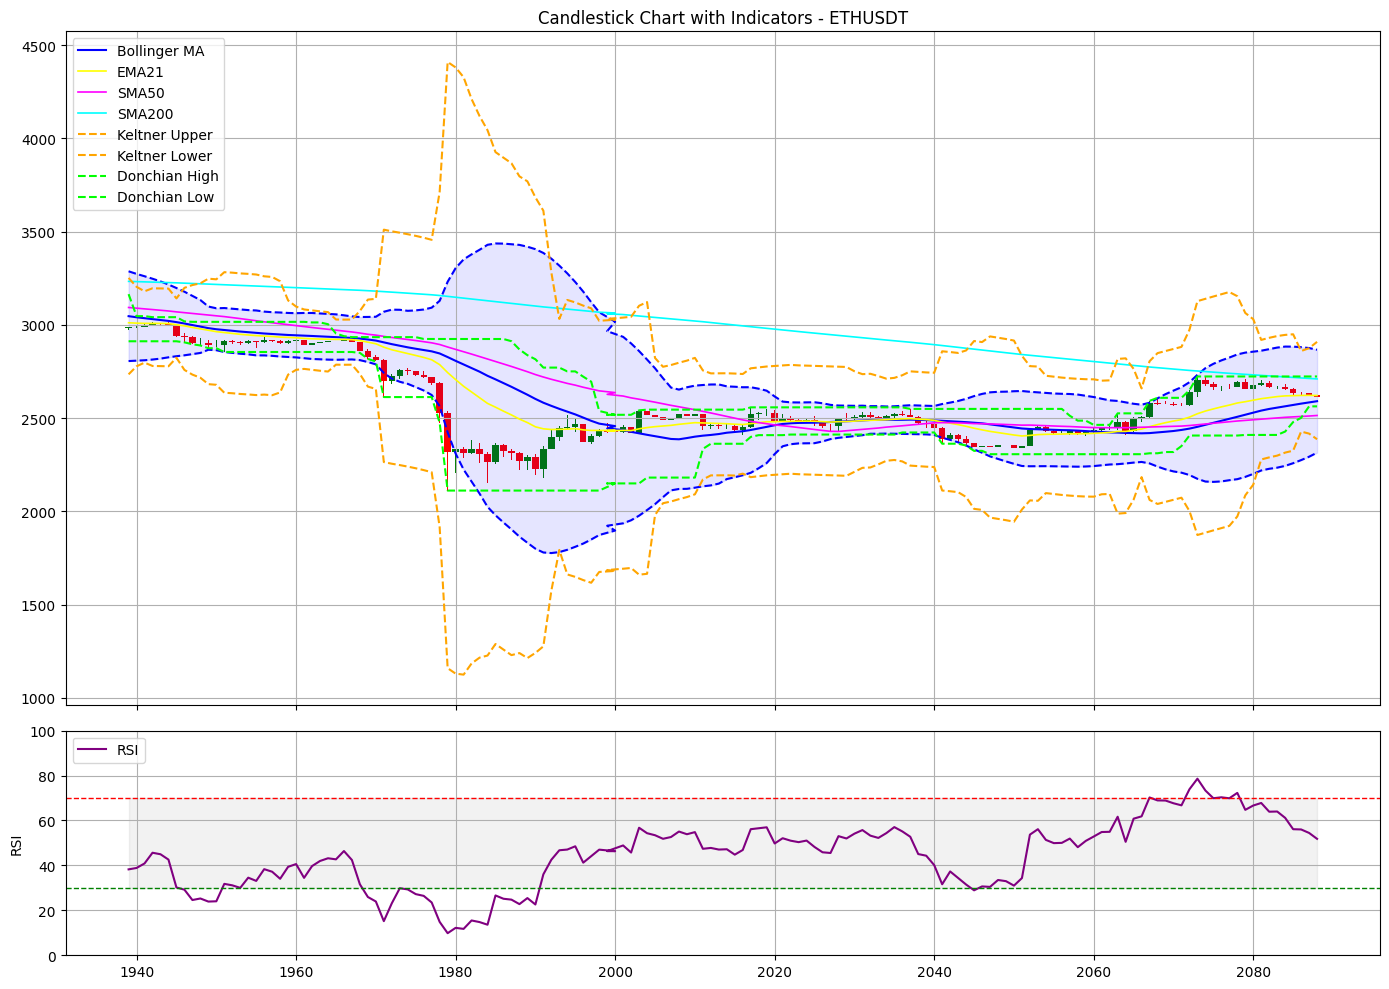 Candlestick Chart with Indicators - ETHUSDT
4500
4000
3500
3000
2500
2000
1500
1000
Bollinger MA
EMA21
SMA50
SMA200
Keltner Upper
Keltner Lower
Donchian High
Donchian Low
100
80
60
40
20
0
RSI
RSI
1940 1960 1980 2000 2020 2040 2060 2080